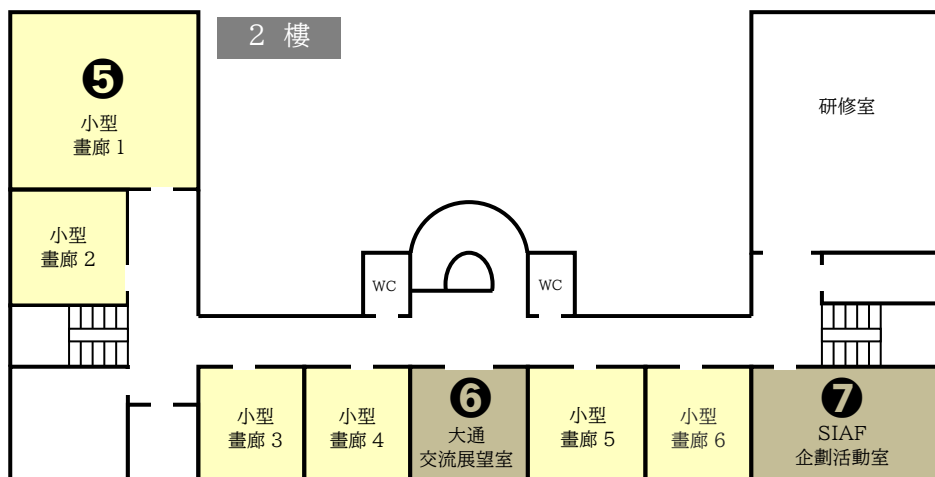 2 樓
❺
小型
畫廊 1
研修室
小型
畫廊 2
WC
WC
小型
畫廊 3
小型
畫廊 4
❻
大通
交流展望室
小型
畫廊 5
小型
畫廊 6
❼
SIAF
企劃活動室